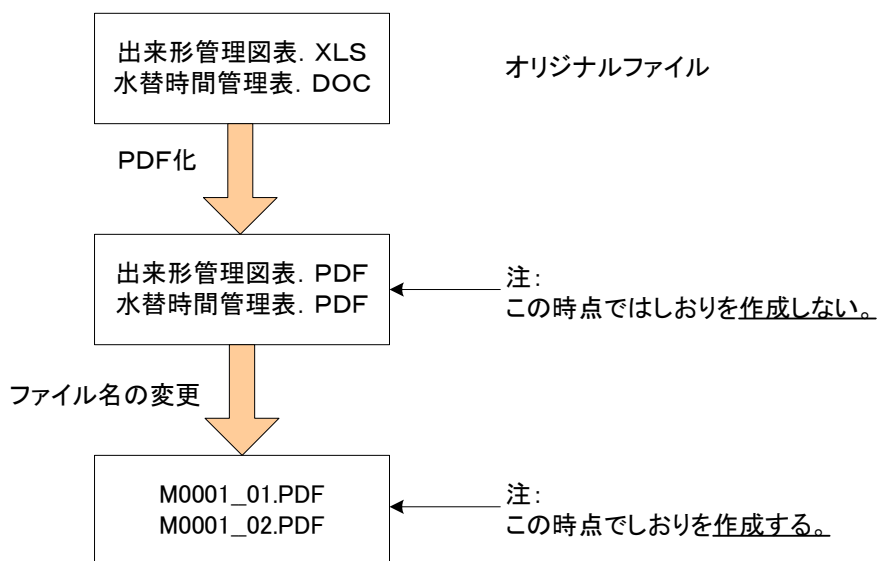 出来形管理図表．ＸＬＳ
水替時間管理表．ＤＯＣ
オリジナルファイル
ＰＤＦ化
出来形管理図表．ＰＤＦ
水替時間管理表．ＰＤＦ
注：
この時点ではしおりを作成しない。
ファイル名の変更
M0001_01.PDF
M0001_02.PDF
注：
この時点でしおりを作成する。